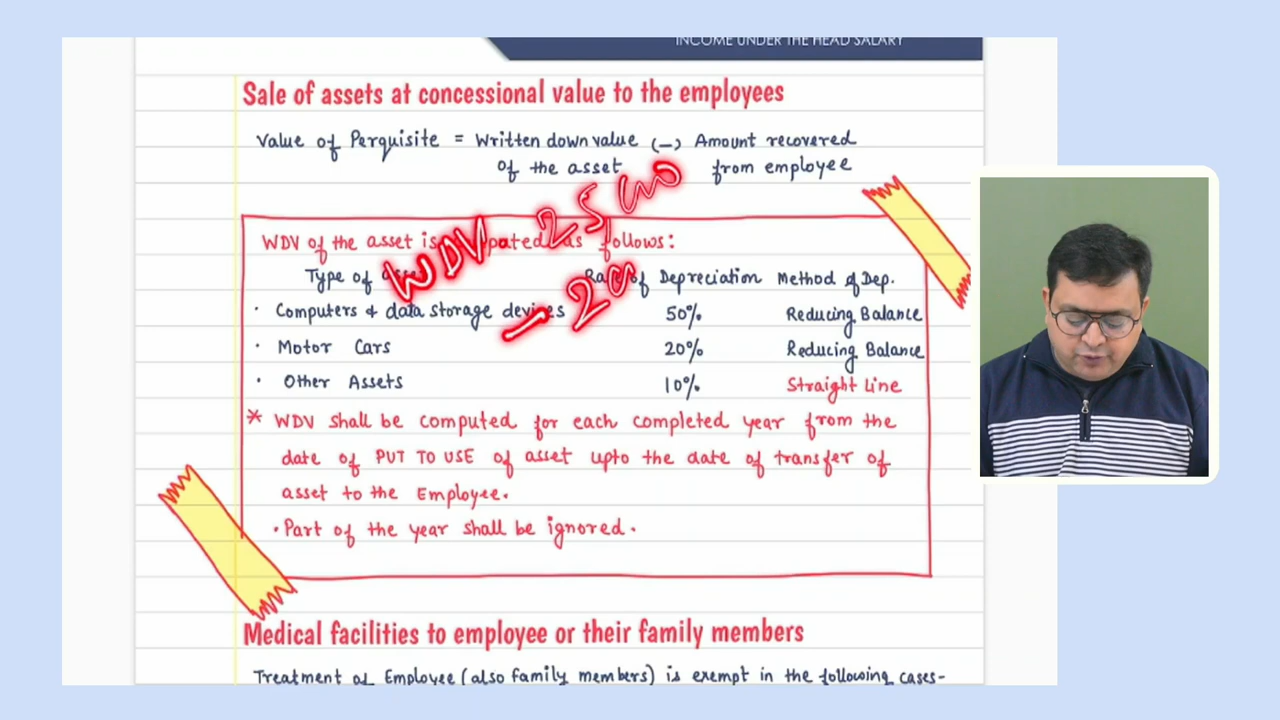 INCOME UNDER THE HEAD SALARY
Sale of assets at concessional value to the employees
Value of Perquisite = Written down value (-) Amount recovered
of the asset from employee
WDV of the asset is as follows:
Type of Rate of Depreciation Method of Dep.
· Computers & data storage devices 50% Reducing Balance
· Motor Cars 20% Reducing Balance
· Other Assets 10% Straight Line
* WDV shall be computed for each completed year from the
date of PUT TO USE of asset upto the date of transfer of
asset to the Employee.
· Part of the year shall be ignored.
WDV
Medical facilities to employee or their family members
Treatment of Employee (also family members) is exempt in the following cases-